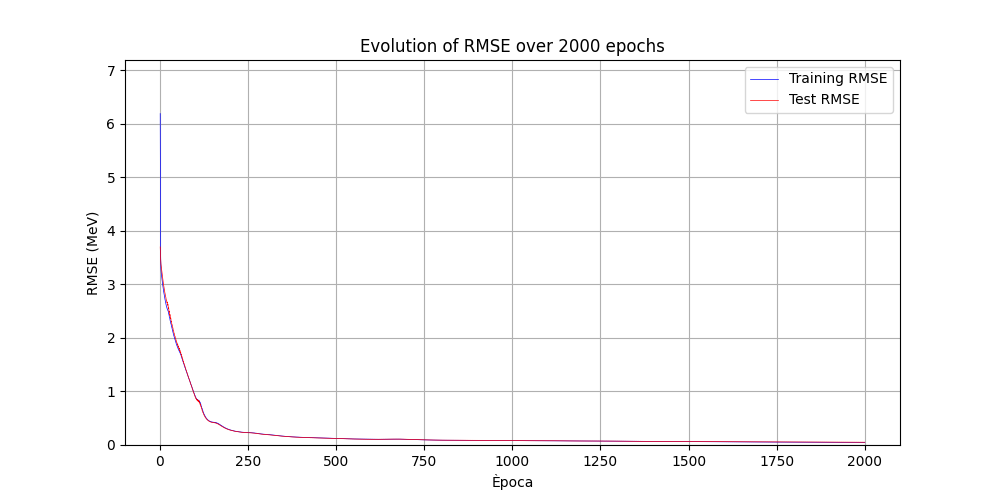 Evolution of RMSE over 2000 epochs
Training RMSE
Test RMSE
RMSE (MeV)
7
6
5
4
3
2
1
0
0 250 500 750 1000 1250 1500 1750 2000
Època